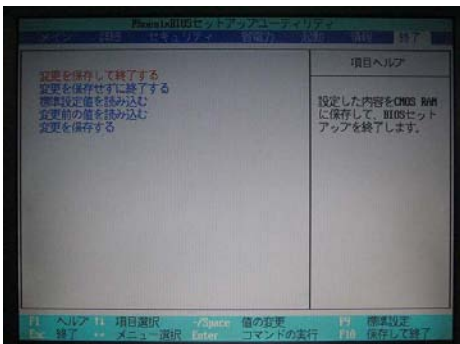 PhoenixBIOSセットアップユーティリティ
メイン 詳細 セキュリティ 省電力 起動 情報 終了
変更を保存して終了する
変更を保存せずに終了する
標準設定値を読み込む
変更前の値を読み込む
変更を保存する
項目ヘルプ
設定した内容をCMOS RAM
に保存して、BIOSセット
アップを終了します。
F1 ヘルプ ↑↓ 項目選択 -/Space 値の変更 F9 標準設定
Esc 終了 ↔ メニュー選択 Enter コマンドの実行 F10 保存して終了